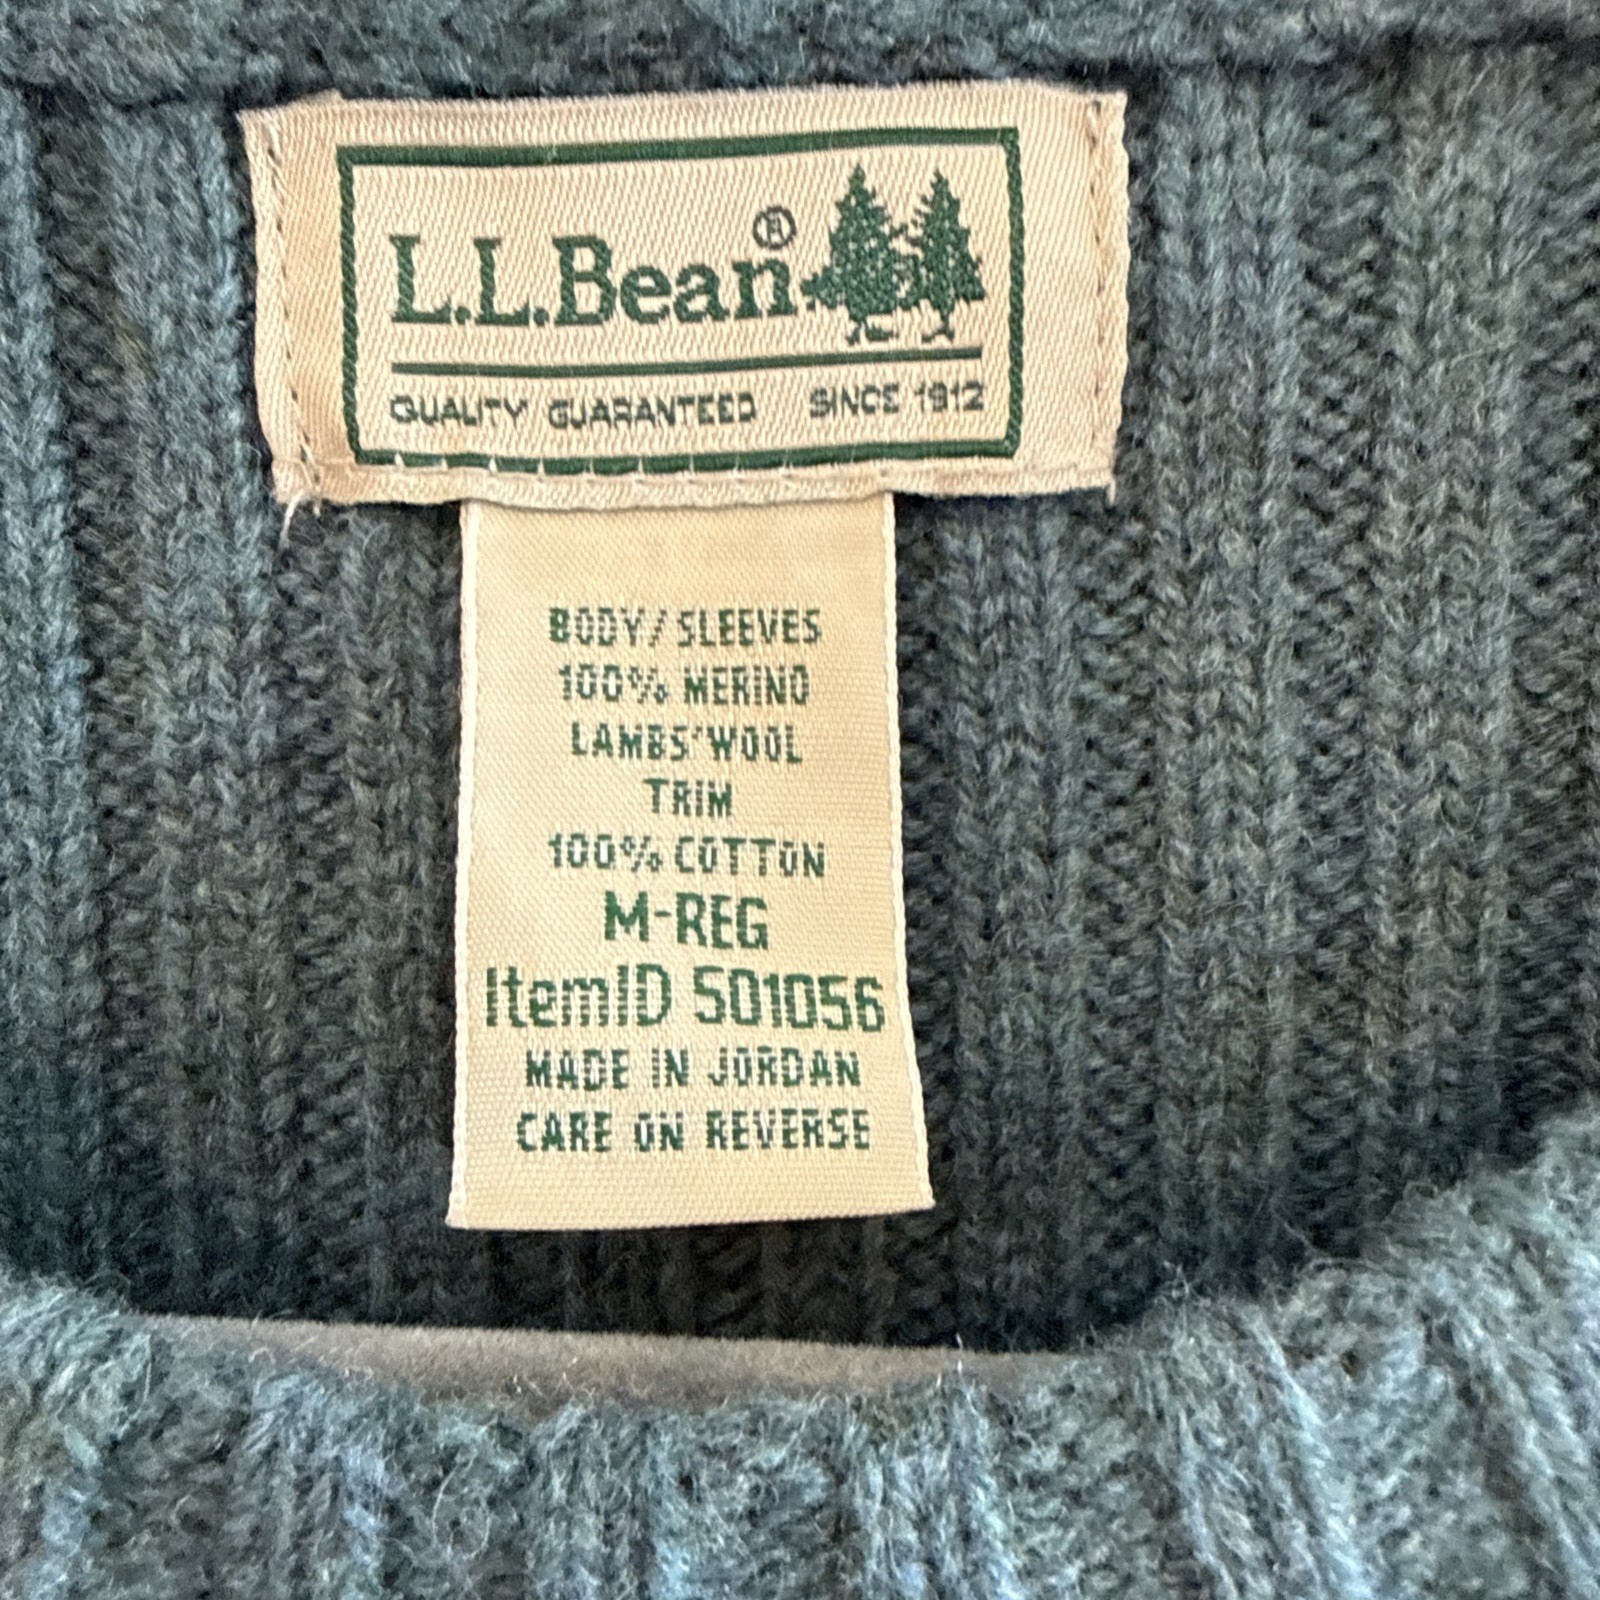 L.L.Bean®
QUALITY GUARANTEED SINCE 1912
BODY/SLEEVES
100% MERINO
LAMBS'WOOL
TRIM
100% COTTON
M-REG
ItemID 501056
MADE IN JORDAN
CARE ON REVERSE